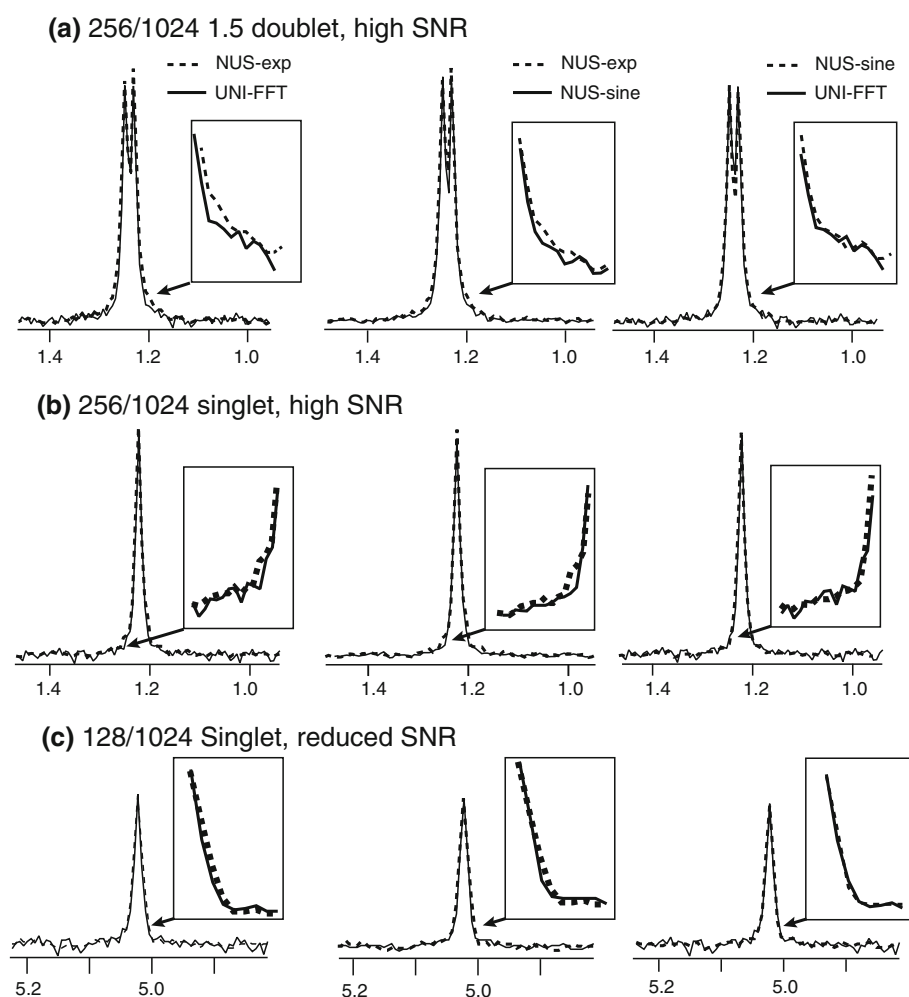 (a) 256/1024 1.5 doublet, high SNR
NUS-exp
UNI-FFT
NUS-exp
NUS-sine
NUS-sine
UNI-FFT
1.4 1.2 1.0
1.4 1.2 1.0
1.4 1.2 1.0
(b) 256/1024 singlet, high SNR
1.4 1.2 1.0
1.4 1.2 1.0
1.4 1.2 1.0
(c) 128/1024 Singlet, reduced SNR
5.2 5.0
5.2 5.0
5.2 5.0